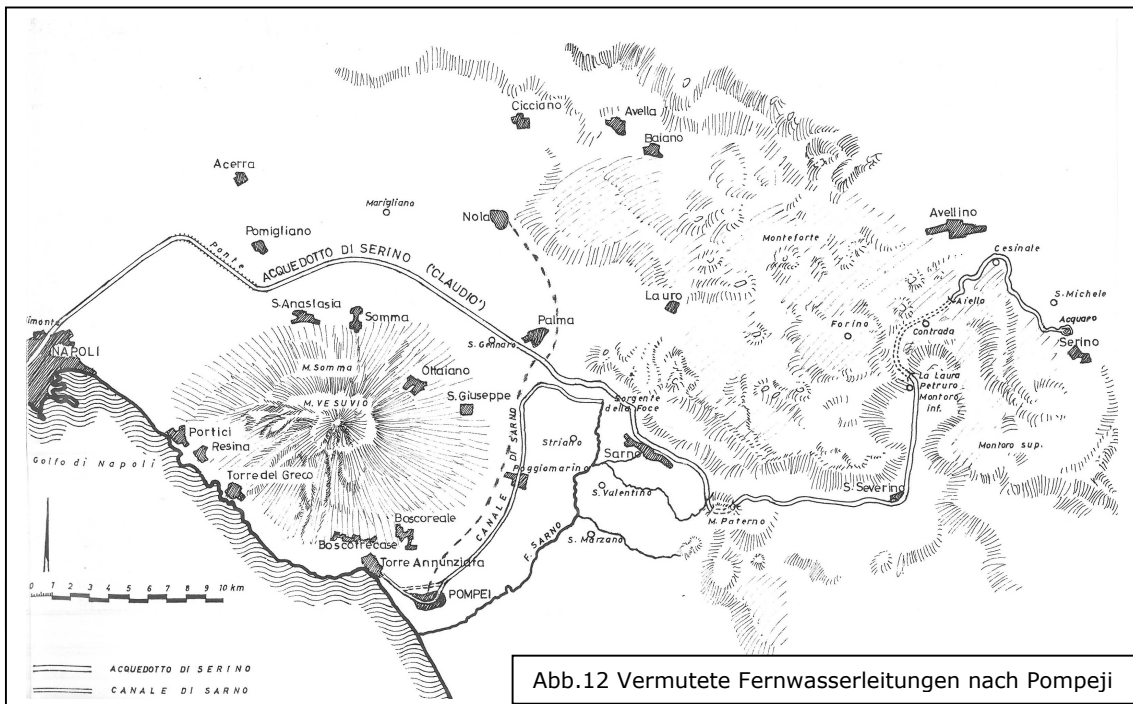 Cicciano
Avella
Baiano
Acerra
Marigliano
Nola
Avellino
Pomigliano
Ponte
ACQUEDOTTO DI SERINO ('CLAUDIO')
Monteforte
Cesinale
S. Michele
S. Anastasia
Somma
Lauro
Aiello
Acquaro
Palma
Forino
Contrada
Serino
NAPOLI
S. Gennaro
M. Somma
Ottaiano
La Laura
Petruro
Montoro
inf.
M. VESUVIO
S. Giuseppe
Sorgente
della Foce
Montoro sup.
Portici
Striano
Sarno
Resina
Golfo di Napoli
Poggiomarino
CANALE DI SARNO
Torre del Greco
S. Valentino
S. Severino
M. Paterno
Boscoreale
Boscotrecase
F. SARNO
S. Marzano
Torre Annunziata
0 1 2 3 4 5 6 7 8 9 10 km
POMPEI
ACQUEDOTTO DI SERINO
CANALE DI SARNO
Abb.12 Vermutete Fernwasserleitungen nach Pompeji